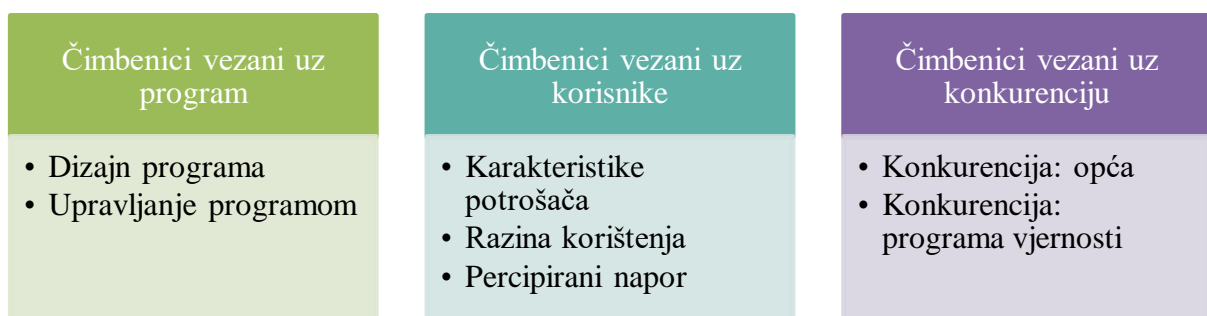 Čimbenici vezani uz
program
• Dizajn programa
• Upravljanje programom
Čimbenici vezani uz
korisnike
• Karakteristike
potrošača
• Razina korištenja
• Percipirani napor
Čimbenici vezani uz
konkurenciju
• Konkurencija: opća
• Konkurencija:
programa vjernosti